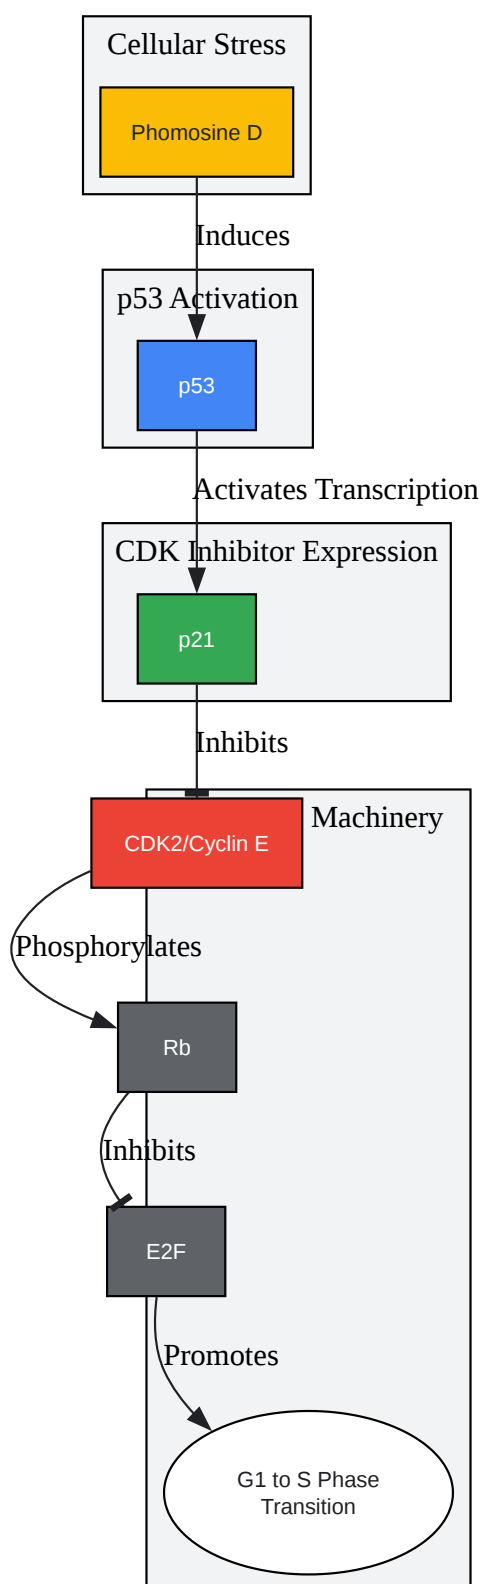 Cellular Stress
Phomosine D
Induces
p53 Activation
p53
Activates Transcription
CDK Inhibitor Expression
p21
Inhibits
Machinery
CDK2/Cyclin E
Phosphorylates
Rb
Inhibits
E2F
Promotes
G1 to S Phase
Transition